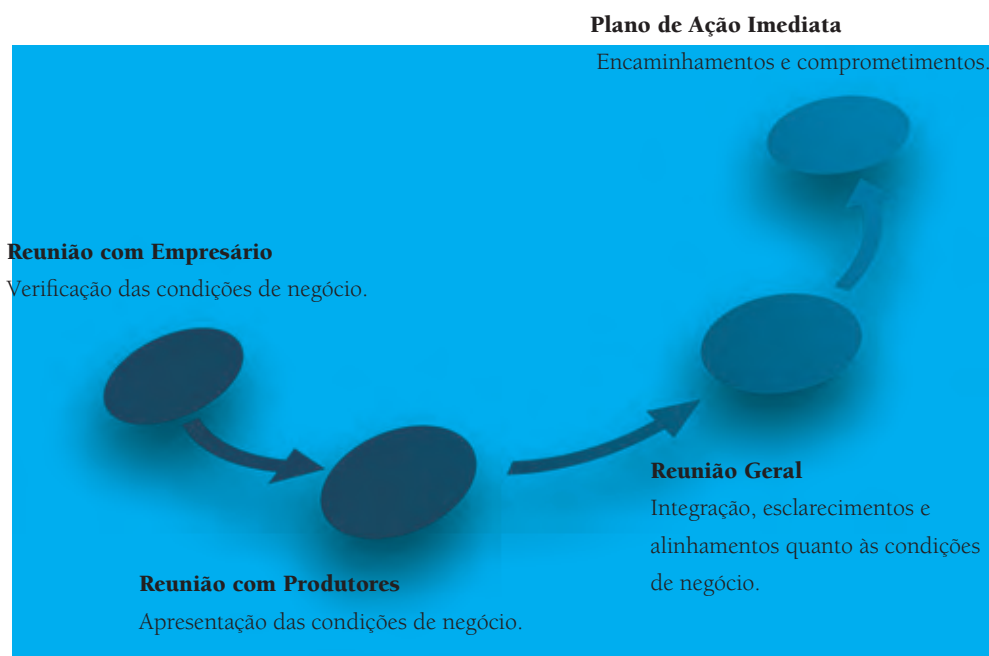 Plano de Ação Imediata
Encaminhamentos e comprometimentos.
Reunião com Empresário
Verificação das condições de negócio.
Reunião Geral
Integração, esclarecimentos e
alinhamentos quanto às condições
de negócio.
Reunião com Produtores
Apresentação das condições de negócio.